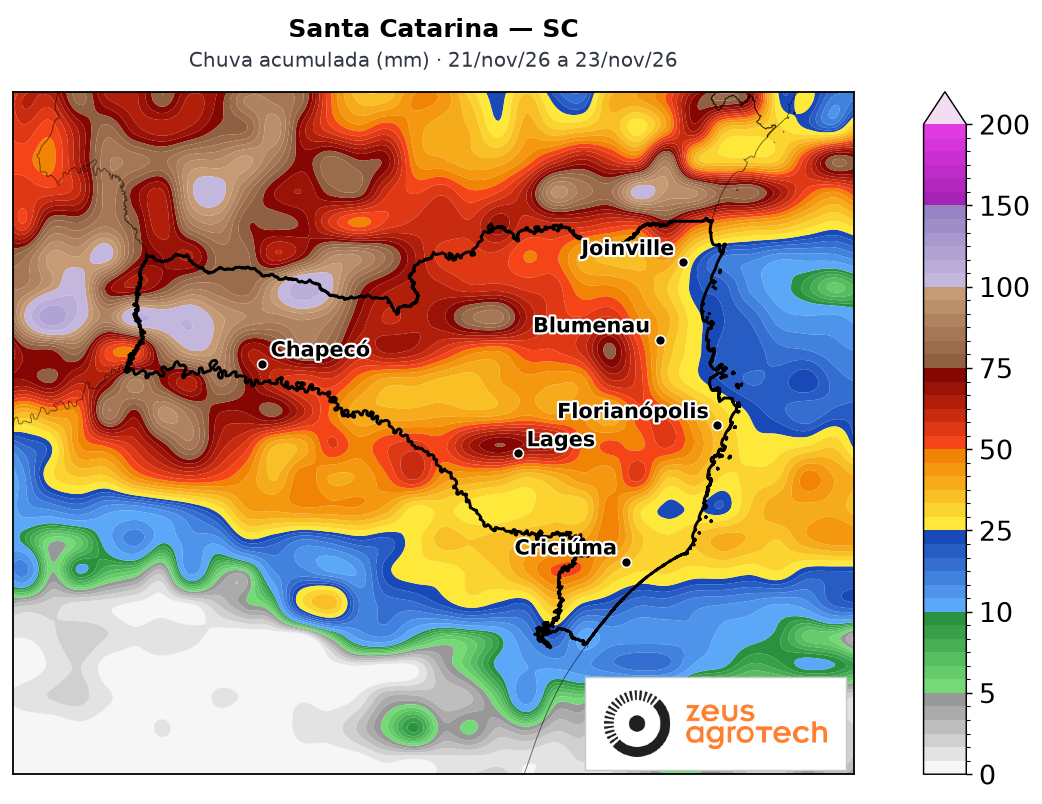 Santa Catarina — SC
Chuva acumulada (mm) · 21/nov/26 a 23/nov/26
Joinville
Blumenau
Chapecó
Florianópolis
Lages
Criciúma
200
150
100
75
50
25
10
5
0
zeus
agrotech